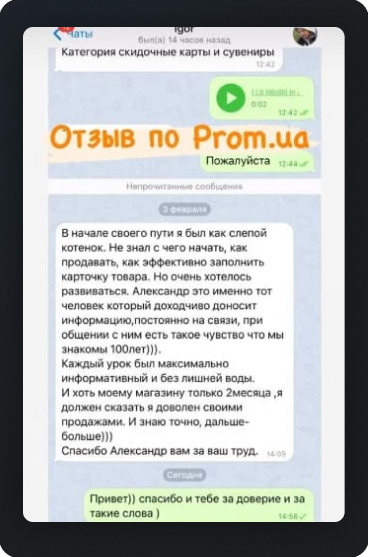 Чаты
Igor
был(а) 14 часов назад
Категория скидочные карты и сувениры
12:42
0:02
12:42
Отзыв по Prom.ua
Пожалуйста
12:44
Непрочитанные сообщения
3 февраля
В начале своего пути я был как слепой
котенок. Не знал с чего начать, как
продавать, как эффективно заполнить
карточку товара. Но очень хотелось
развиваться. Александр это именно тот
человек который доходчиво доносит
информацию,постоянно на связи, при
общении с ним есть такое чувство что мы
знакомы 100лет))).
Каждый урок был максимально
информативный и без лишней воды.
И хоть моему магазину только 2месяца ,я
должен сказать я доволен своими
продажами. И знаю точно, дальше-
больше)))
Спасибо Александр вам за ваш труд.
14:09
Сегодня
Привет)) спасибо и тебе за доверие и за
такие слова )
14:56